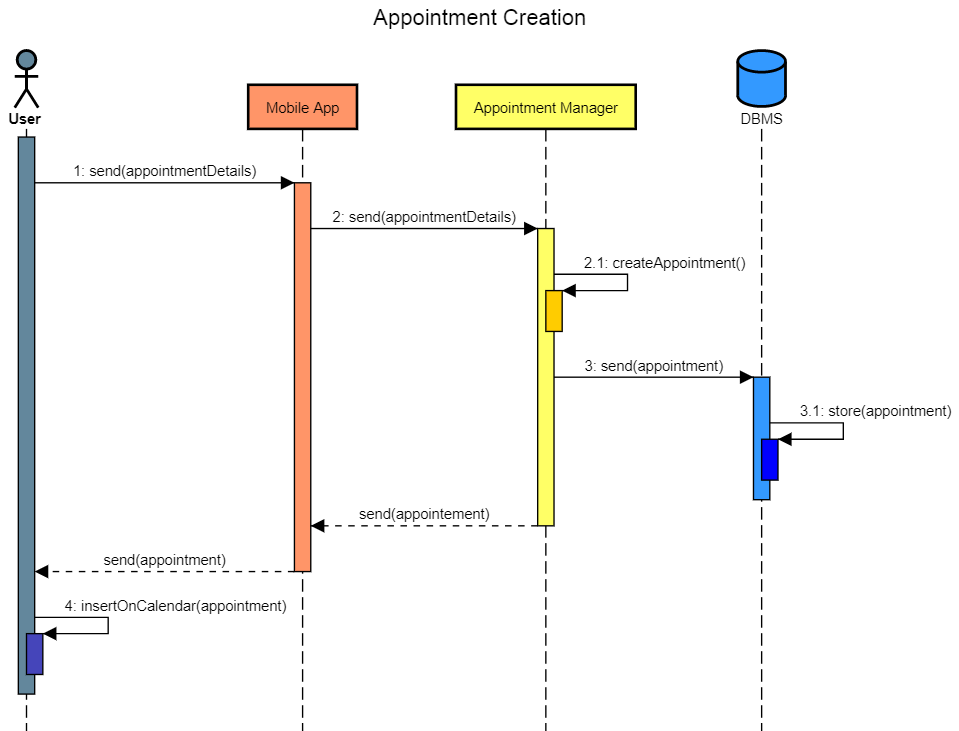 Appointment Creation
User
Mobile App
Appointment Manager
DBMS
1: send(appointmentDetails)
2: send(appointmentDetails)
2.1: createAppointment()
3: send(appointment)
3.1: store(appointment)
send(appointement)
send(appointment)
4: insertOnCalendar(appointment)